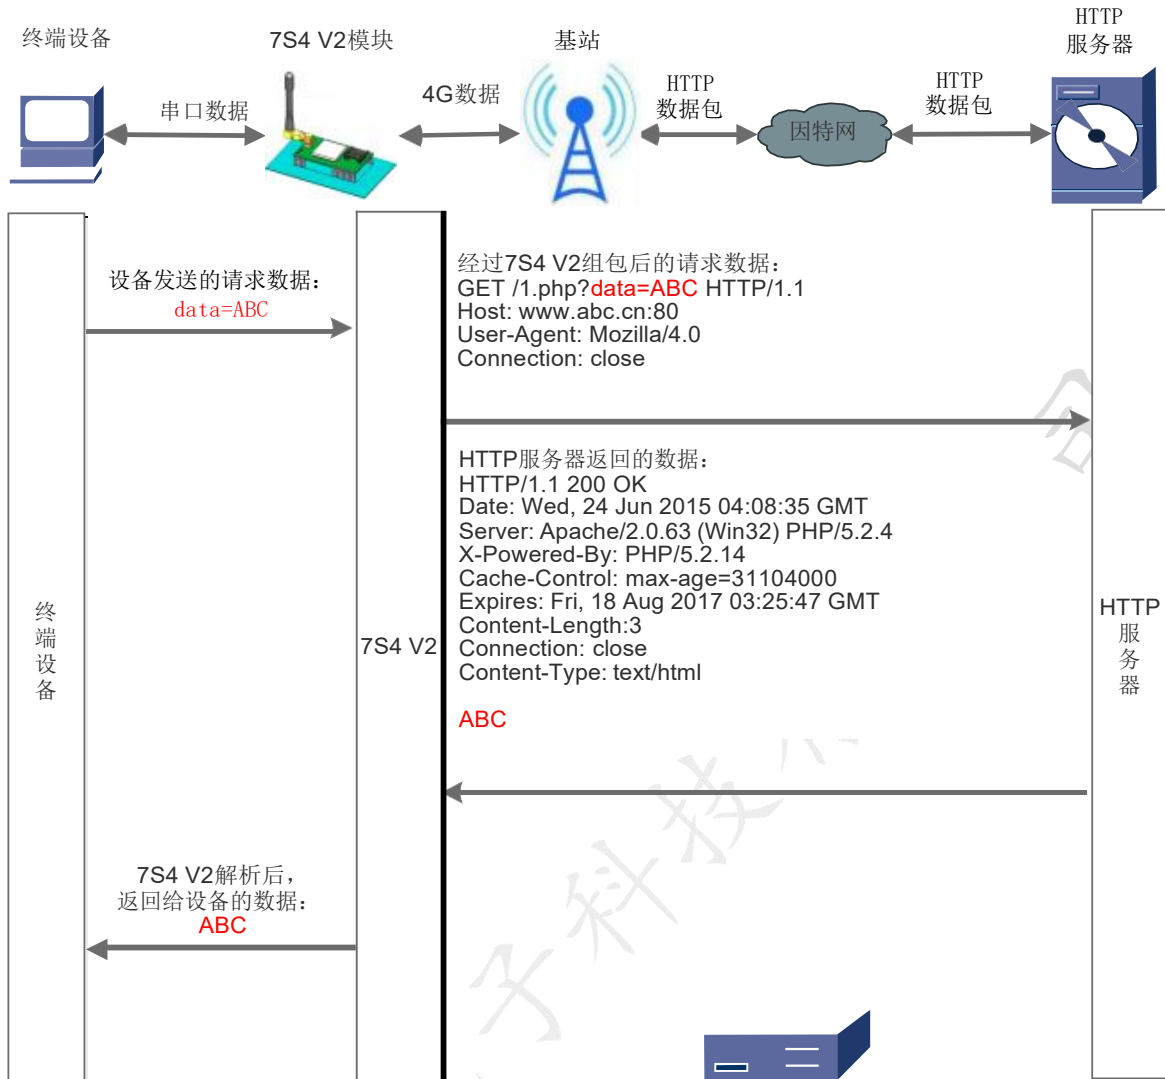 终端设备
7S4 V2模块
基站
HTTP
服务器
串口数据
4G数据
HTTP
数据包
因特网
HTTP
数据包
设备发送的请求数据：
data=ABC
经过7S4 V2组包后的请求数据：
GET /1.php?data=ABC HTTP/1.1
Host: www.abc.cn:80
User-Agent: Mozilla/4.0
Connection: close
HTTP服务器返回的数据：
HTTP/1.1 200 OK
Date: Wed, 24 Jun 2015 04:08:35 GMT
Server: Apache/2.0.63 (Win32) PHP/5.2.4
X-Powered-By: PHP/5.2.14
Cache-Control: max-age=31104000
Expires: Fri, 18 Aug 2017 03:25:47 GMT
Content-Length:3
Connection: close
Content-Type: text/html
ABC
终端设备
7S4 V2
HTTP
服务器
7S4 V2解析后，
返回给设备的数据：
ABC
子科技